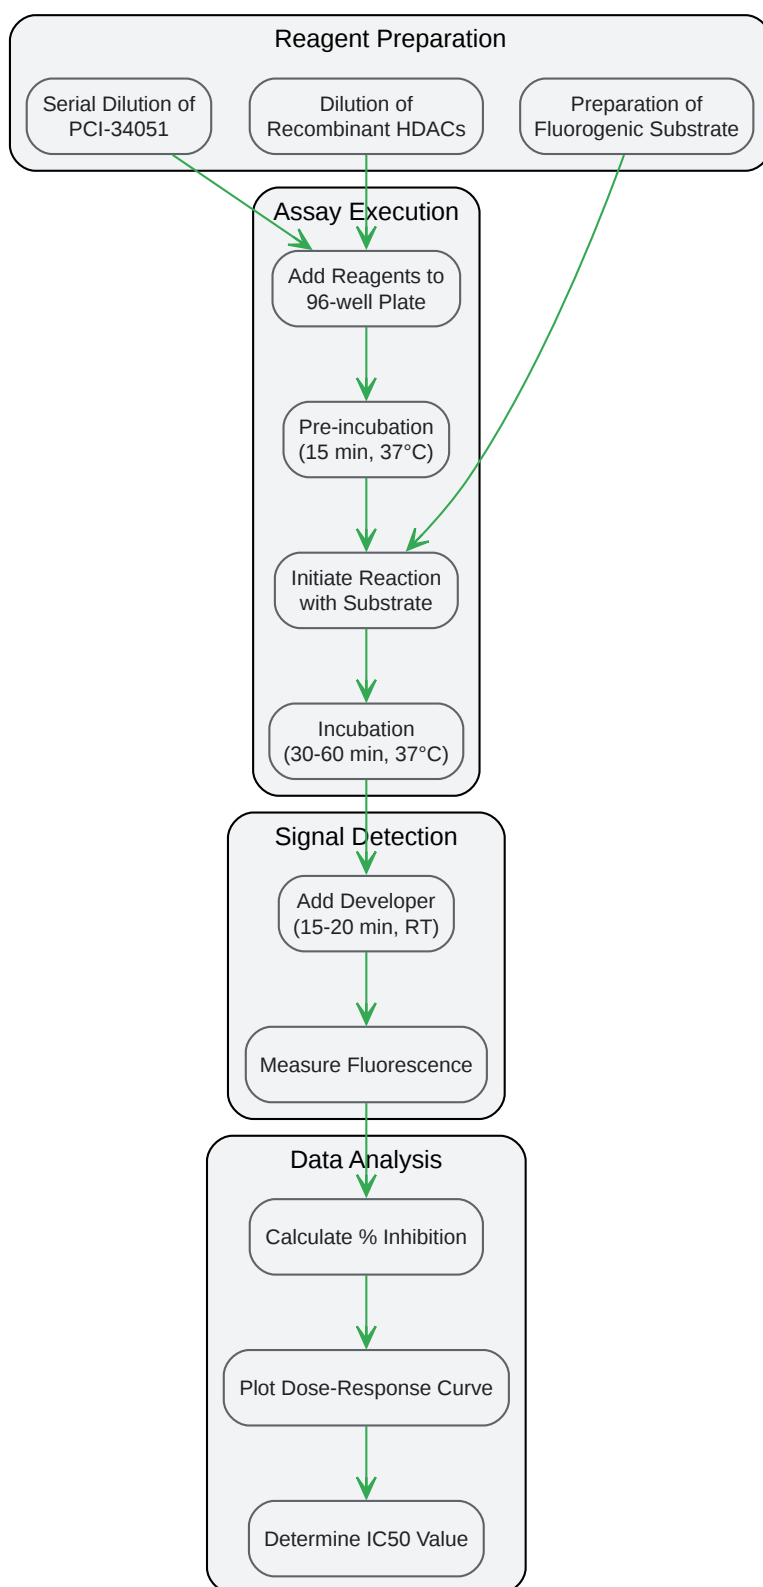 Reagent Preparation
Serial Dilution of
PCI-34051
Dilution of
Recombinant HDACs
Preparation of
Fluorogenic Substrate
Assay Execution
Add Reagents to
96-well Plate
Pre-incubation
(15 min, 37°C)
Initiate Reaction
with Substrate
Incubation
(30-60 min, 37°C)
Signal Detection
Add Developer
(15-20 min, RT)
Measure Fluorescence
Data Analysis
Calculate % Inhibition
Plot Dose-Response Curve
Determine IC50 Value